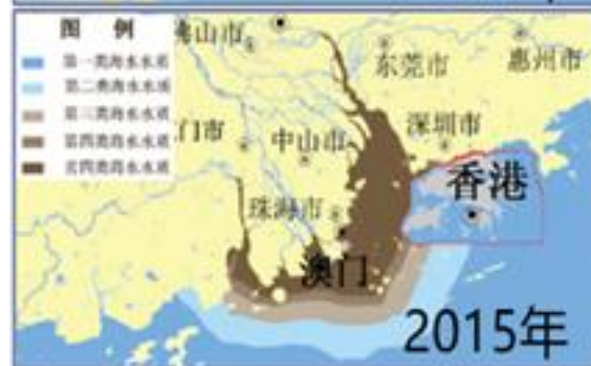 图 例
第一类海水水质
第二类海水水质
第三类海水水质
第四类海水水质
劣四类海水水质
佛山市
东莞市
惠州市
门市
中山市
深圳市
香港
珠海市
澳门
2015年